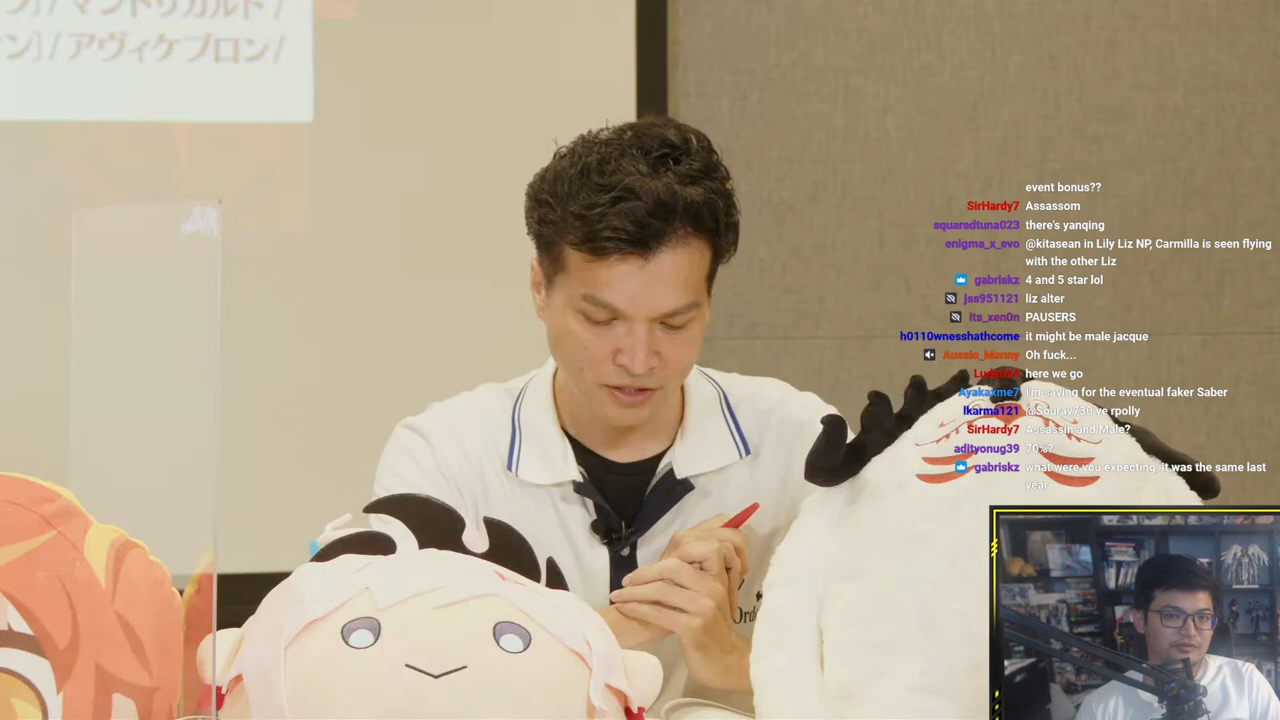 ン〕/ マンドリカルド /
ン〕/ アヴィケブロン /
event bonus??
SirHardy7 Assassom
squaredtuna023 there's yanqing
enigma_x_evo @kitasean in Lily Liz NP, Carmilla is seen flying
with the other Liz
gabriskz 4 and 5 star lol
jss951121 liz alter
its_xen0n PAUSERS
h0110wnesshathcome it might be male jacque
Aussie_Manny Oh fuck...
here we go
Ayakaxme7 I'm saving for the eventual faker Saber
lkarma121 @Sourav730 ye rpolly
SirHardy7 Assassin and Male?
adityonug39 70%?
gabriskz what were you expecting it was the same last
year
Ord